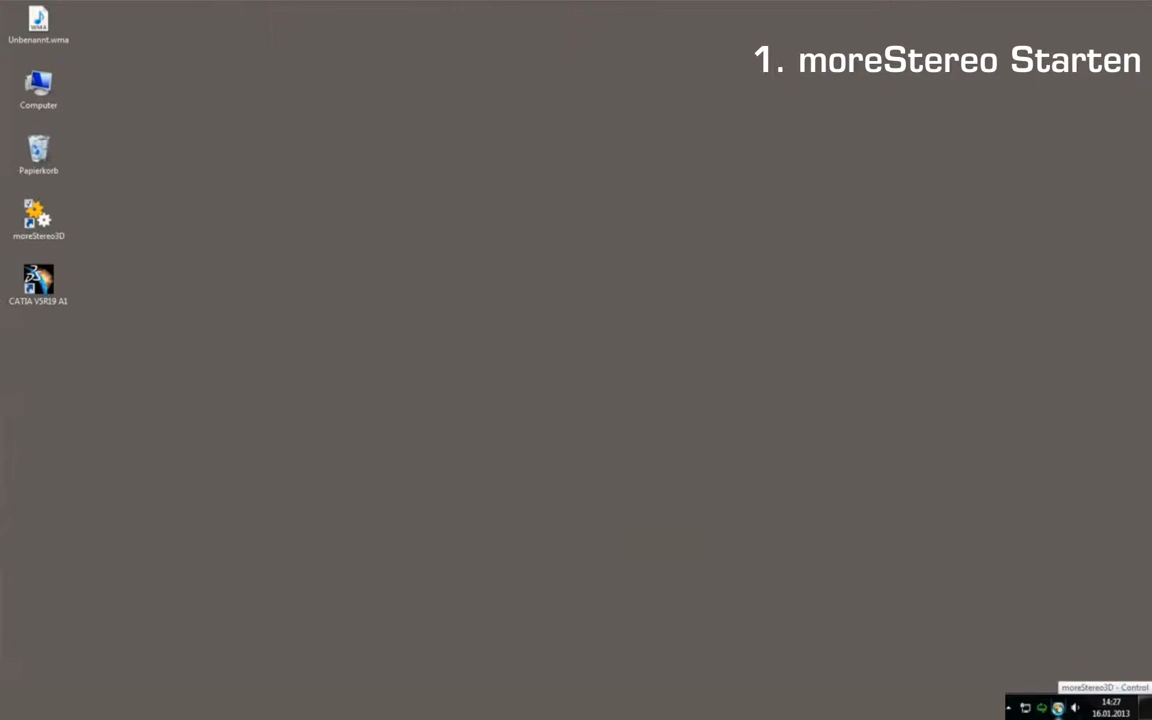 Unbenannt.wma
1. moreStereo Starten
Computer
Papierkorb
moreStereo3D
CATIA V5R19 A1
moreStereo3D - Control
14:27
16.01.2013